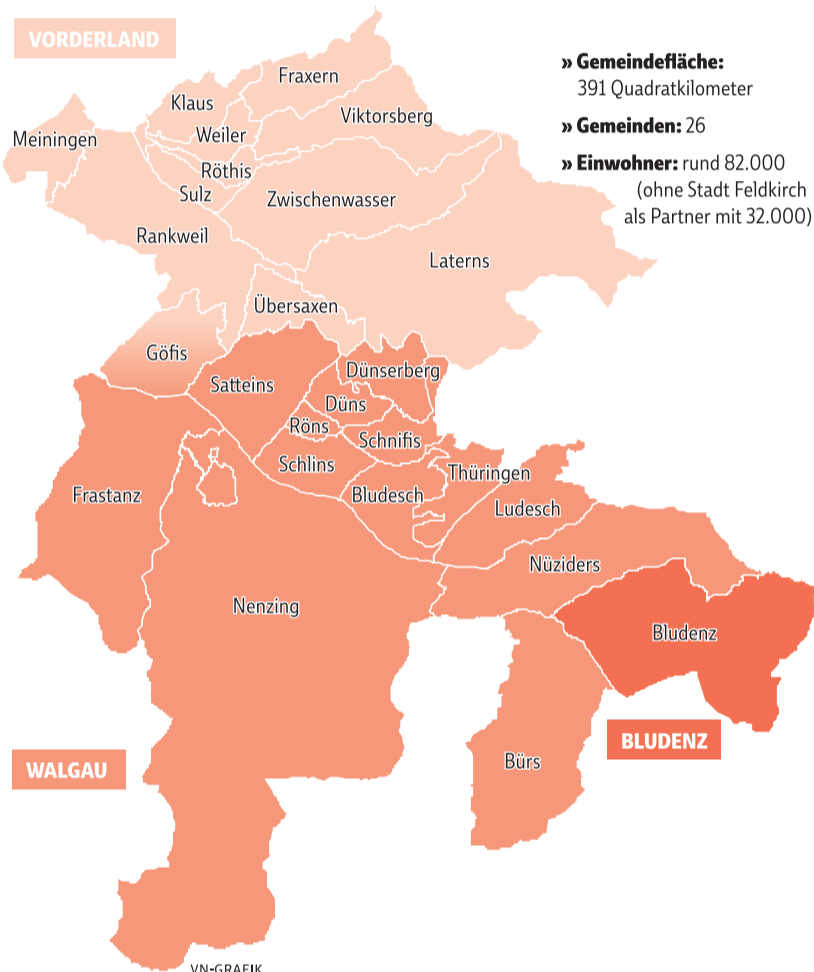 VORDERLAND
» Gemeindefläche:
391 Quadratkilometer
» Gemeinden: 26
» Einwohner: rund 82.000
(ohne Stadt Feldkirch
als Partner mit 32.000)
Fraxern
Klaus
Viktorsberg
Weiler
Meiningen
Röthis
Sulz
Zwischenwasser
Rankweil
Laterns
Übersaxen
Göfis
Dünserberg
Satteins
Düns
Röns
Schnifis
Schlins
Thüringen
Frastanz
Bludesch
Ludesch
Nüziders
Nenzing
Bludenz
BLUDENZ
Bürs
WALGAU
VN-GRAFIK